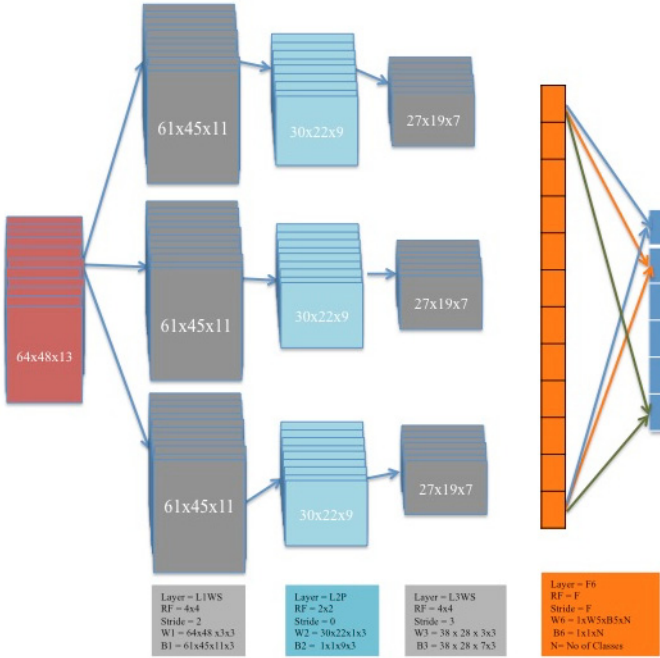 61x45x11
30x22x9
27x19x7
64x48x13
61x45x11
30x22x9
27x19x7
61x45x11
30x22x9
27x19x7
Layer = L1WS
RF = 4x4
Stride = 2
W1 = 64x48 x3x3
B1 = 61x45x11x3
Layer = L2P
RF = 2x2
Stride = 0
W2 = 30x22x1x3
B2 = 1x1x9x3
Layer = L3WS
RF = 4x4
Stride = 3
W3 = 38 x 28 x 3x3
B3 = 38 x 28 x 7x3
Layer = F6
RF = F
Stride = F
W6 = 1xW5xB5xN
B6 = 1x1xN
N= No of Classes